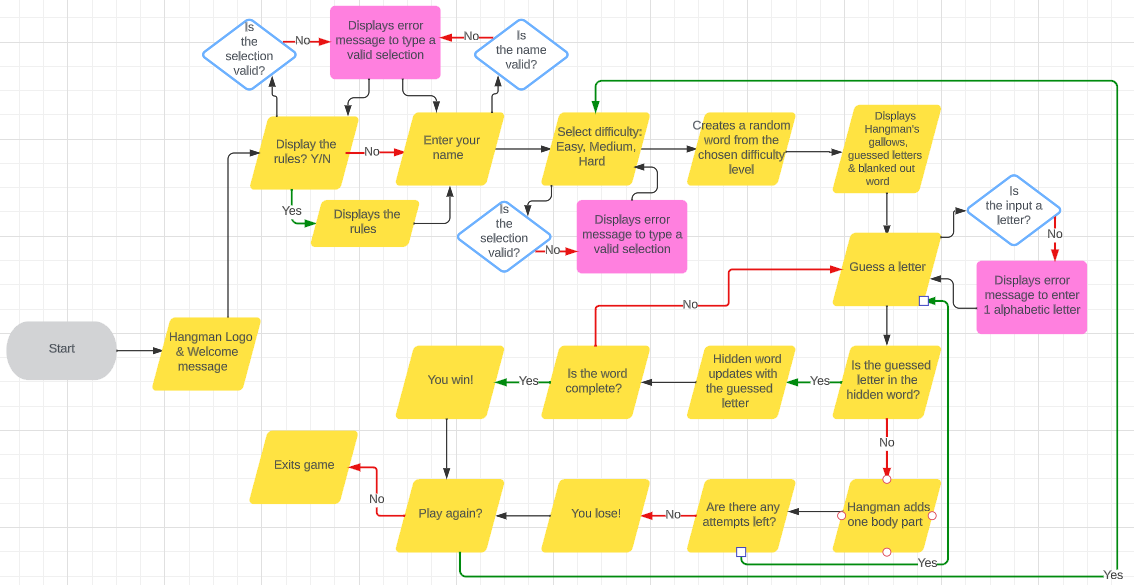 Is
the
selection
valid?
No
Displays error
message to type a
valid selection
No
Is
the name
valid?
Display the
rules? Y/N
No
Enter your
name
Select difficulty:
Easy, Medium,
Hard
Creates a random
word from the
chosen difficulty
level
Displays
Hangman's
gallows,
guessed letters
& blanked out
word
Yes
Displays the
rules
Is
the
selection
valid?
No
Displays error
message to type a
valid selection
Is
the input a
letter?
No
Guess a letter
Displays error
message to enter
1 alphabetic letter
No
Start
Hangman Logo
& Welcome
message
You win!
Yes
Is the word
complete?
Hidden word
updates with
the guessed
letter
Yes
Is the guessed
letter in the
hidden word?
No
Exits game
No
Play again?
You lose!
No
Are there any
attempts left?
Hangman adds
one body part
Yes
Yes